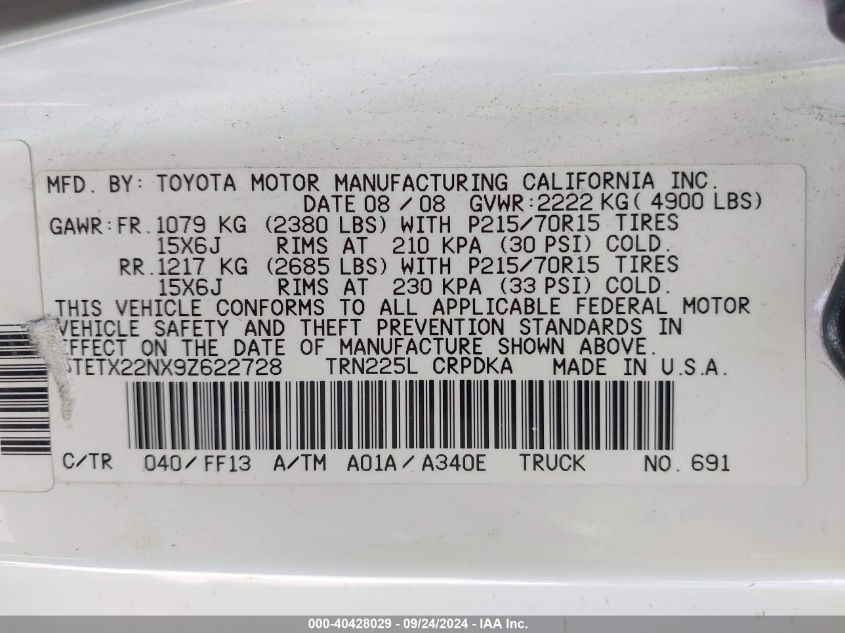 MFD. BY: TOYOTA MOTOR MANUFACTURING CALIFORNIA INC.
DATE 08/08 GVWR:2222 KG( 4900 LBS)
GAWR:FR.1079 KG (2380 LBS) WITH P215/70R15 TIRES
15X6J RIMS AT 210 KPA (30 PSI) COLD.
RR.1217 KG (2685 LBS) WITH P215/70R15 TIRES
15X6J RIMS AT 230 KPA (33 PSI) COLD.
THIS VEHICLE CONFORMS TO ALL APPLICABLE FEDERAL MOTOR
VEHICLE SAFETY AND THEFT PREVENTION STANDARDS IN
EFFECT ON THE DATE OF MANUFACTURE SHOWN ABOVE.
5TETX22NX9Z622728 TRN225L CRPDKA MADE IN U.S.A.
C/TR 040/FF13 A/TM A01A/A340E TRUCK NO. 691
000-40428029 - 09/24/2024 - IAA Inc.